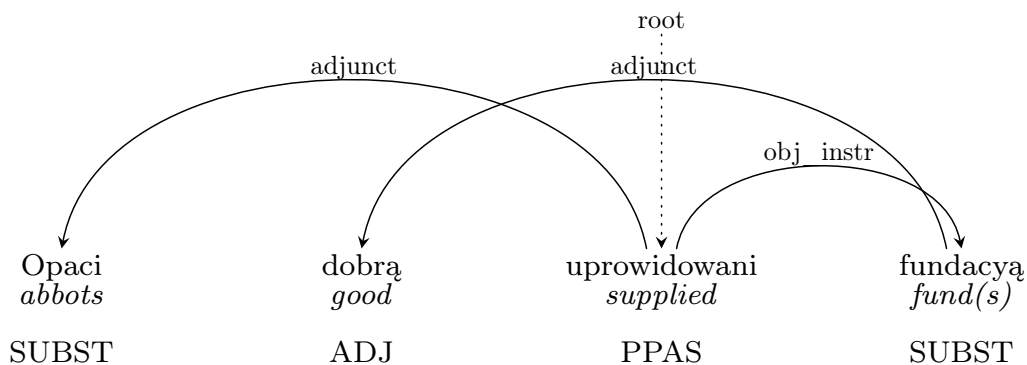 root
adjunct adjunct
obj_instr
Opaci dobrą uprowidowani fundacyą
abbots good supplied fund(s)
SUBST ADJ PPAS SUBST